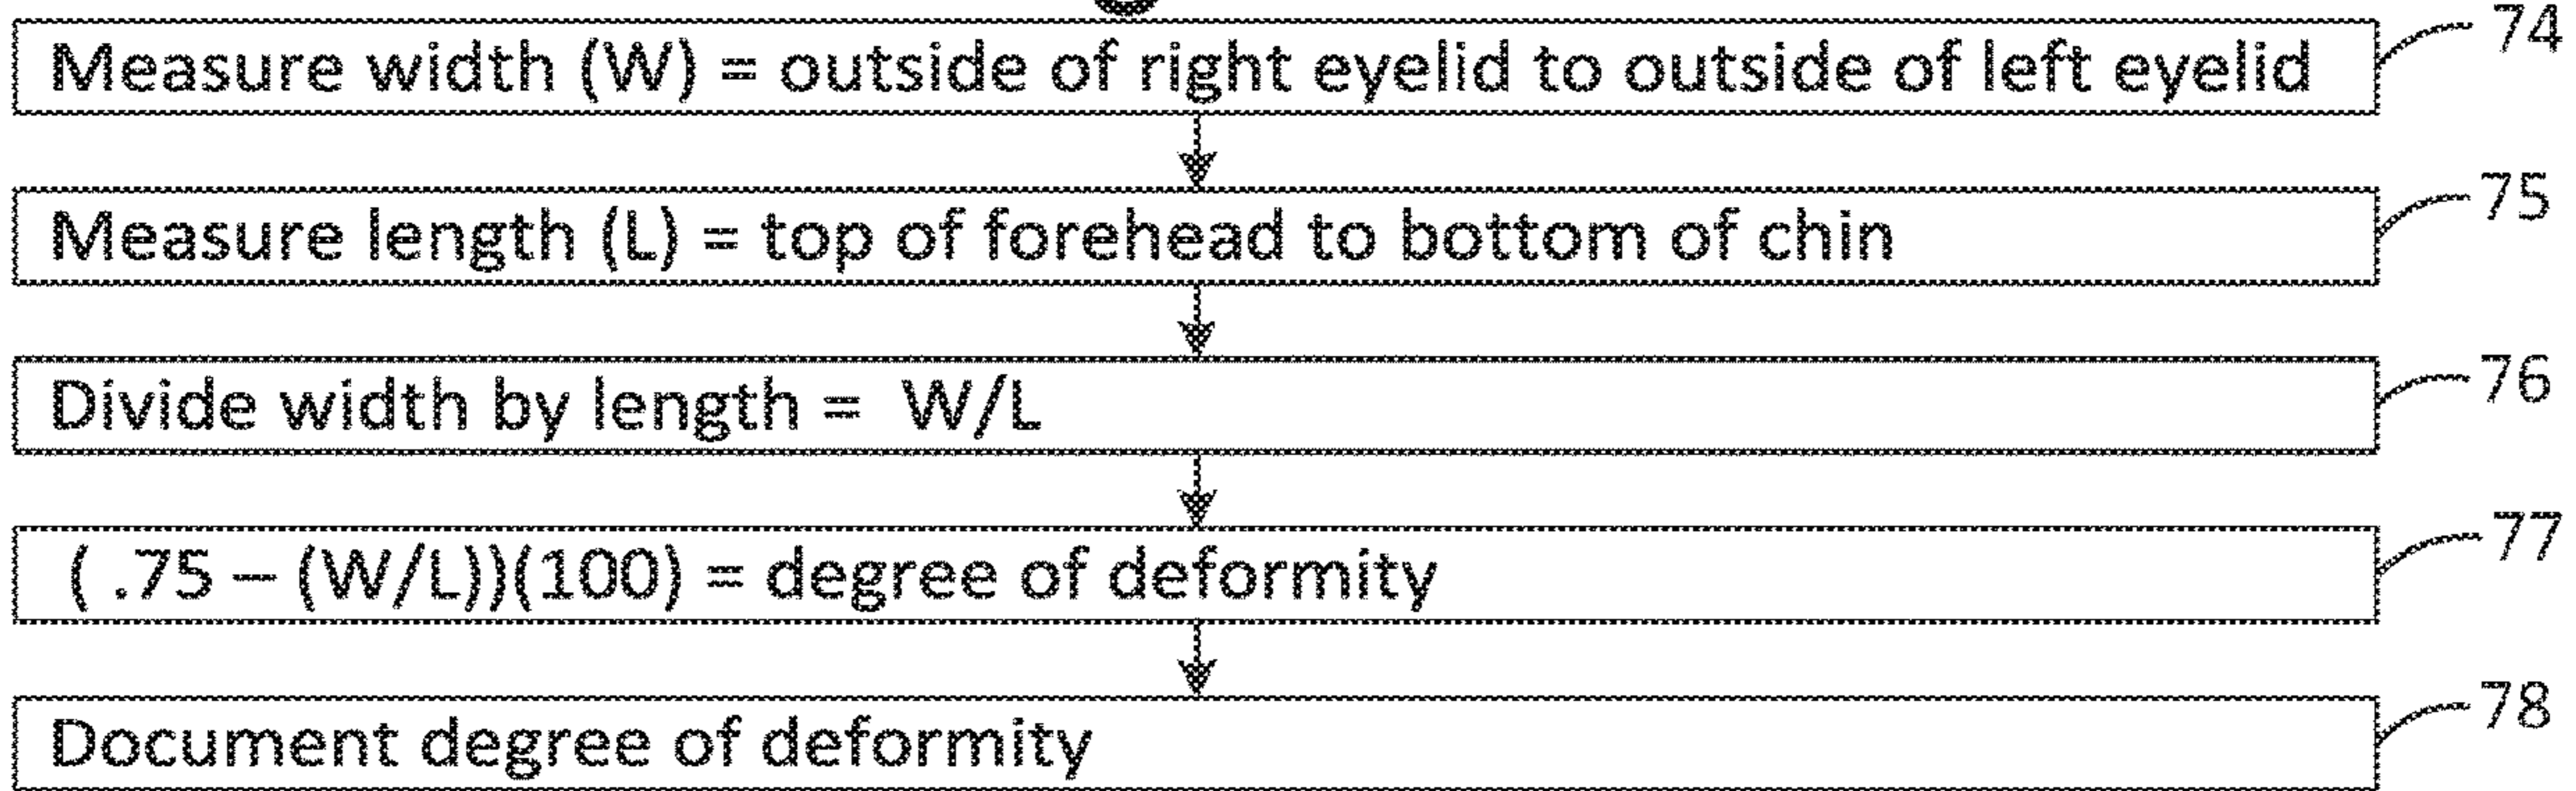 Measure width (W) = outside of right eyelid to outside of left eyelid 74
Measure length (L) = top of forehead to bottom of chin 75
Divide width by length = W/L 76
( .75 – (W/L))(100) = degree of deformity 77
Document degree of deformity 78